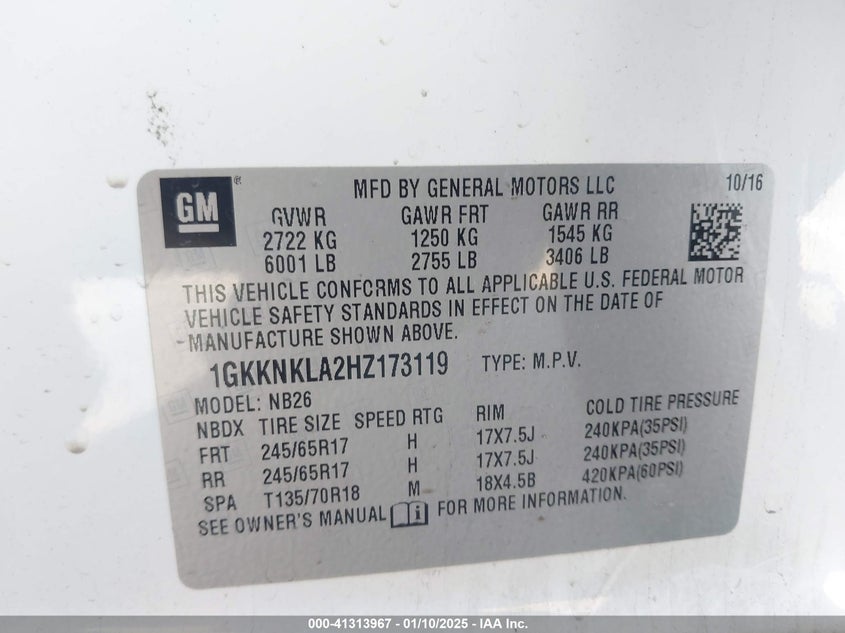 GM ® MFD BY GENERAL MOTORS LLC 10/16
GVWR GAWR FRT GAWR RR
2722 KG 1250 KG 1545 KG
6001 LB 2755 LB 3406 LB
THIS VEHICLE CONFORMS TO ALL APPLICABLE U.S. FEDERAL MOTOR
VEHICLE SAFETY STANDARDS IN EFFECT ON THE DATE OF
MANUFACTURE SHOWN ABOVE.
1GKKNKLA2HZ173119 TYPE: M.P.V.
MODEL: NB26
NBDX TIRE SIZE SPEED RTG RIM COLD TIRE PRESSURE
FRT 245/65R17 H 17X7.5J 240KPA(35PSI)
RR 245/65R17 H 17X7.5J 240KPA(35PSI)
SPA T135/70R18 M 18X4.5B 420KPA(60PSI)
SEE OWNER'S MANUAL i FOR MORE INFORMATION.
000-41313967 - 01/10/2025 - IAA Inc.